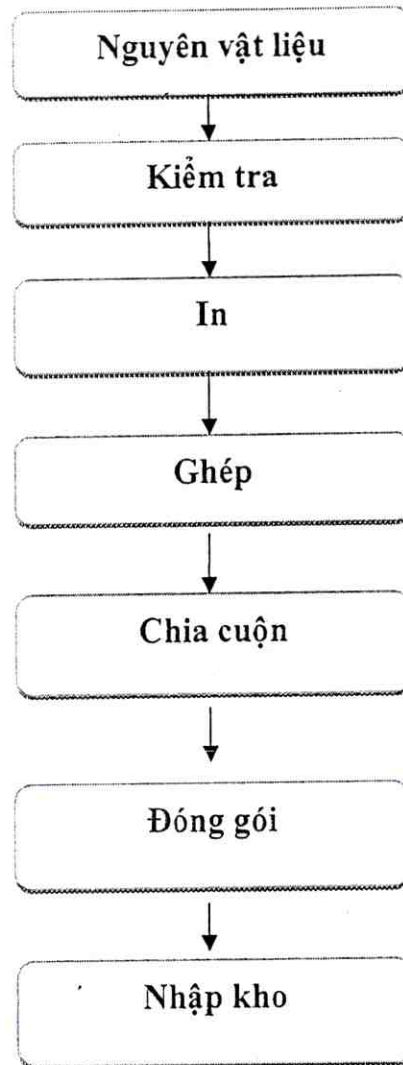 Nguyên vật liệu
Kiểm tra
In
Ghép
Chia cuộn
Đóng gói
Nhập kho